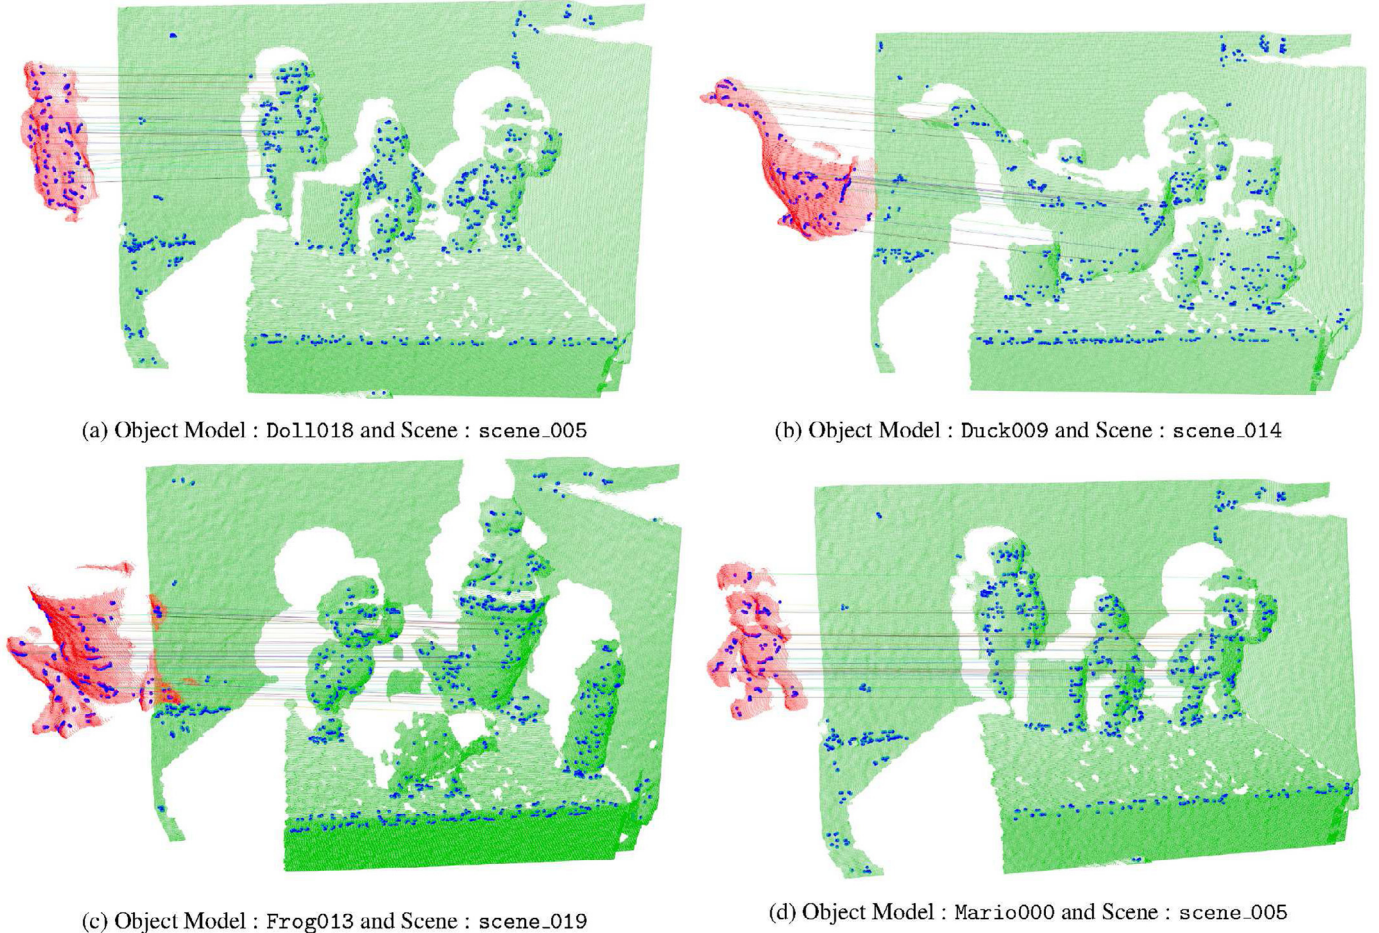 (a) Object Model : Doll018 and Scene : scene_005
(b) Object Model : Duck009 and Scene : scene_014
(c) Object Model : Frog013 and Scene : scene_019
(d) Object Model : Mario000 and Scene : scene_005